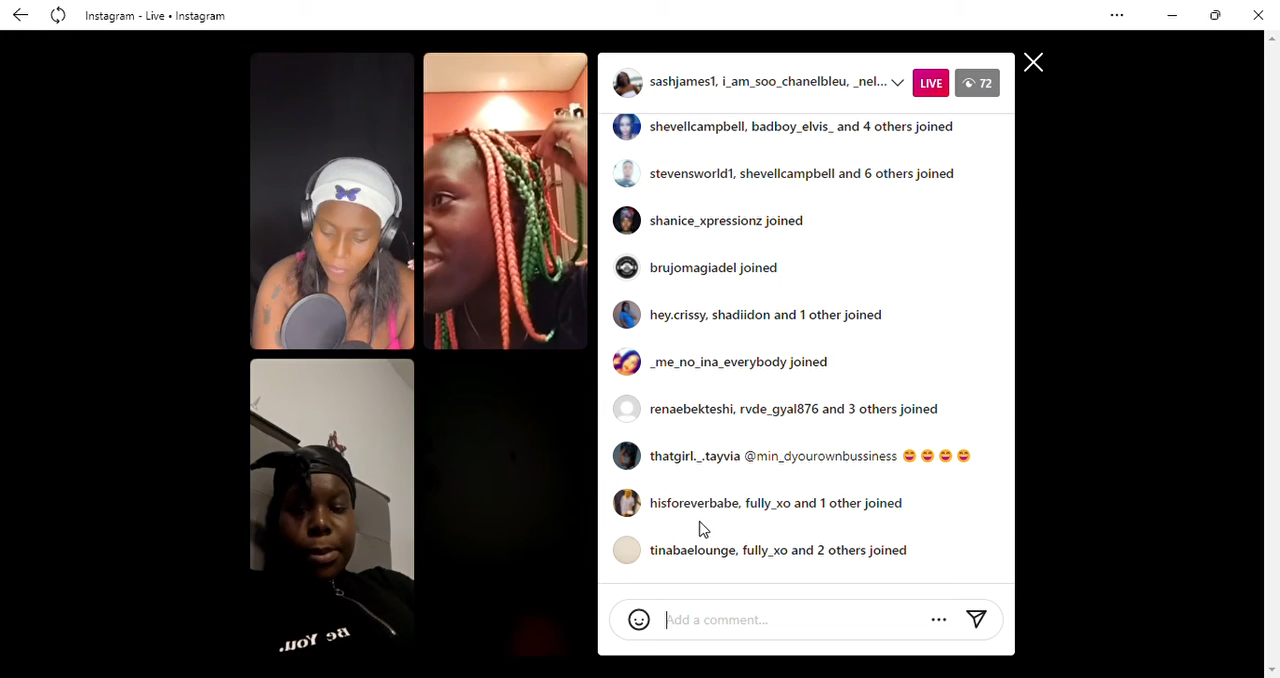 Instagram - Live • Instagram
sashjames1, i_am_soo_chanelbleu, _nel...
LIVE
72
shevellcampbell, badboy_elvis_ and 4 others joined
stevensworld1, shevellcampbell and 6 others joined
shanice_xpressionz joined
brujomagiadel joined
hey.crissy, shadiidon and 1 other joined
_me_no_ina_everybody joined
renaebekteshi, rvde_gyal876 and 3 others joined
thatgirl._.tayvia @min_dyourownbussiness 😆😆😆😆
hisforeverbabe, fully_xo and 1 other joined
tinabaelounge, fully_xo and 2 others joined
Add a comment...
Be You.